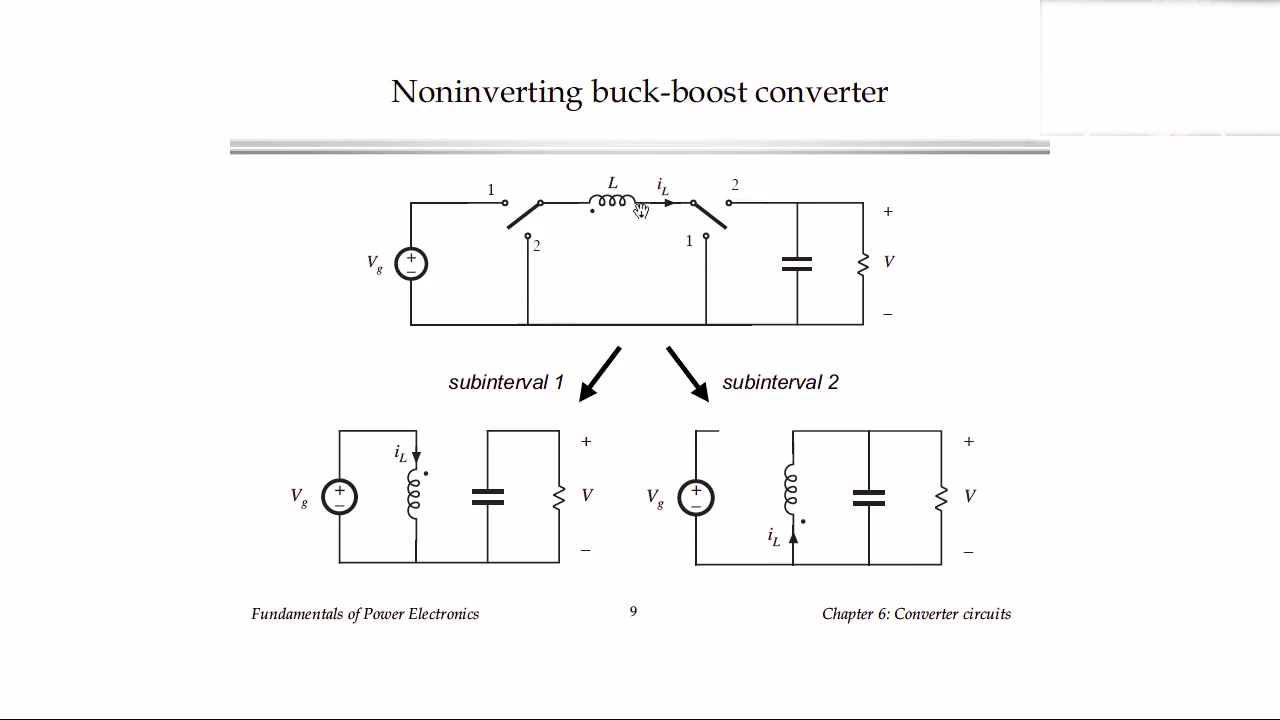 Noninverting buck-boost converter
1
L
i_L
2
+
2
1
V_g
+
−
V
−
subinterval 1
subinterval 2
i_L
+
+
V_g
+
−
V
V_g
+
−
V
i_L
−
−
Fundamentals of Power Electronics
9
Chapter 6: Converter circuits